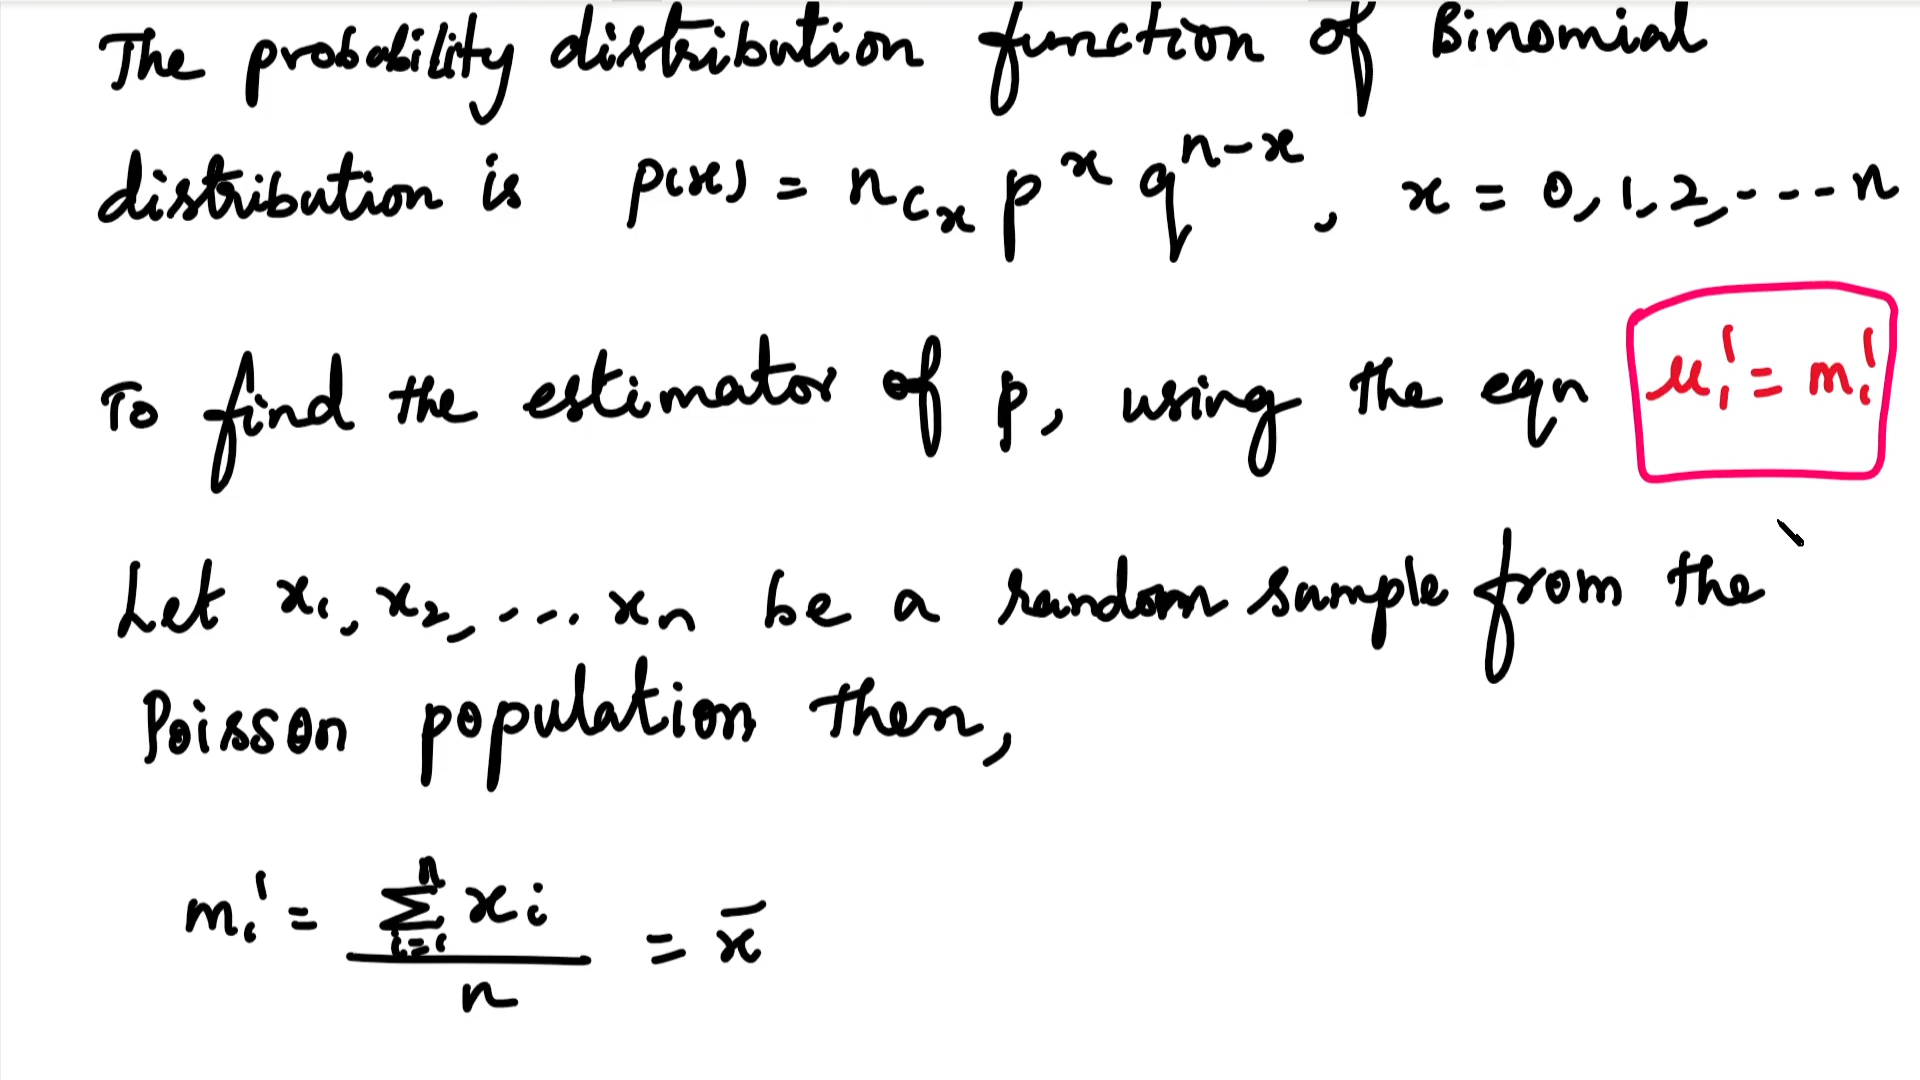 The probability distribution function of Binomial
distribution is p(x) = nCx p^x q^n-x, x = 0, 1, 2, ---- n
To find the estimator of p, using the eqn μ₁' = m₁'
Let x₁, x₂, .... xn be a random sample from the
Poisson population then,
m₁' = Σ i=1 n xi / n = x̄